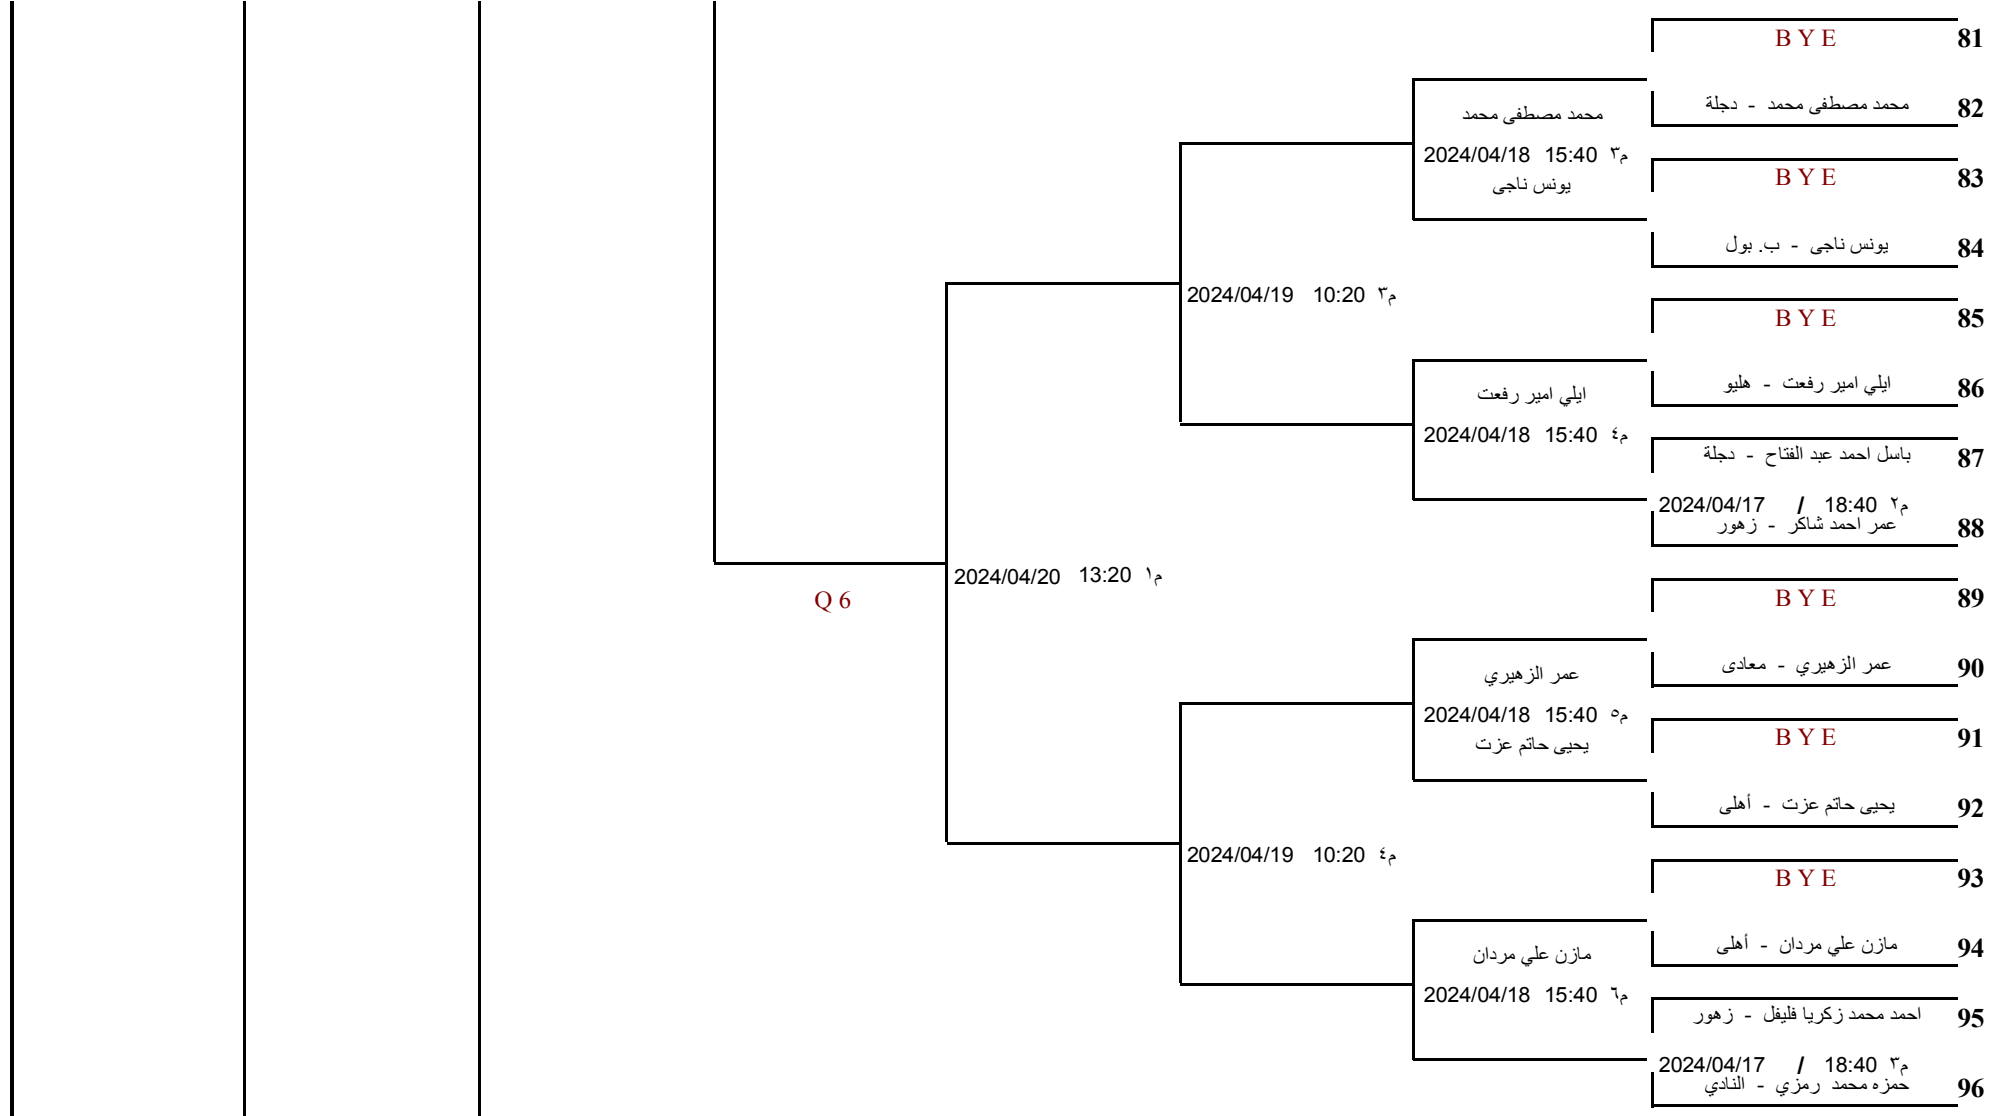 B Y E 81
محمد مصطفى محمد - دجلة 82
محمد مصطفى محمد
م٣ 15:40 2024/04/18
B Y E 83
يونس ناجى
يونس ناجى - ب. بول 84
م٣ 10:20 2024/04/19
B Y E 85
ايلي امير رفعت - هليو 86
ايلي امير رفعت
م٤ 15:40 2024/04/18
باسل احمد عبد الفتاح - دجلة 87
م٢ 18:40 / 2024/04/17
عمر احمد شاكر - زهور 88
م١ 13:20 2024/04/20
Q 6
B Y E 89
عمر الزهيري - معادى 90
عمر الزهيري
م٥ 15:40 2024/04/18
B Y E 91
يحيى حاتم عزت
يحيى حاتم عزت - أهلى 92
م٤ 10:20 2024/04/19
B Y E 93
مازن علي مردان - أهلى 94
مازن علي مردان
م٦ 15:40 2024/04/18
احمد محمد زكريا فليفل - زهور 95
م٣ 18:40 / 2024/04/17
حمزه محمد رمزي - النادي 96